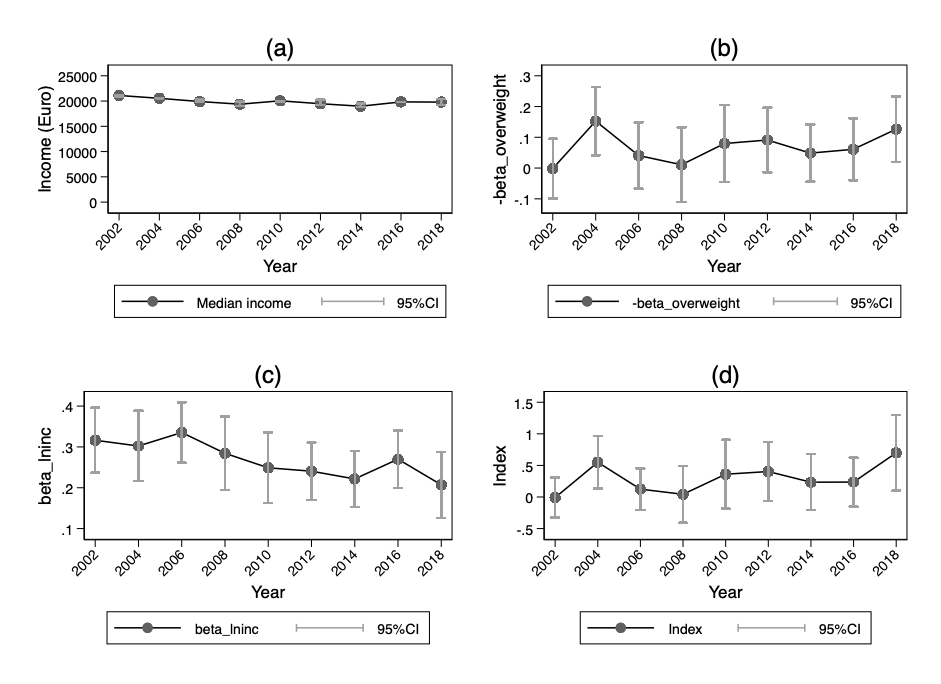 (a)
Income (Euro)
25000
20000
15000
10000
5000
0
2002 2004 2006 2008 2010 2012 2014 2016 2018
Year
Median income 95%CI
(b)
-beta_overweight
.3
.2
.1
0
-.1
2002 2004 2006 2008 2010 2012 2014 2016 2018
Year
-beta_overweight 95%CI
(c)
beta_lninc
.4
.3
.2
.1
2002 2004 2006 2008 2010 2012 2014 2016 2018
Year
beta_lninc 95%CI
(d)
Index
1.5
1
.5
0
-.5
2002 2004 2006 2008 2010 2012 2014 2016 2018
Year
Index 95%CI